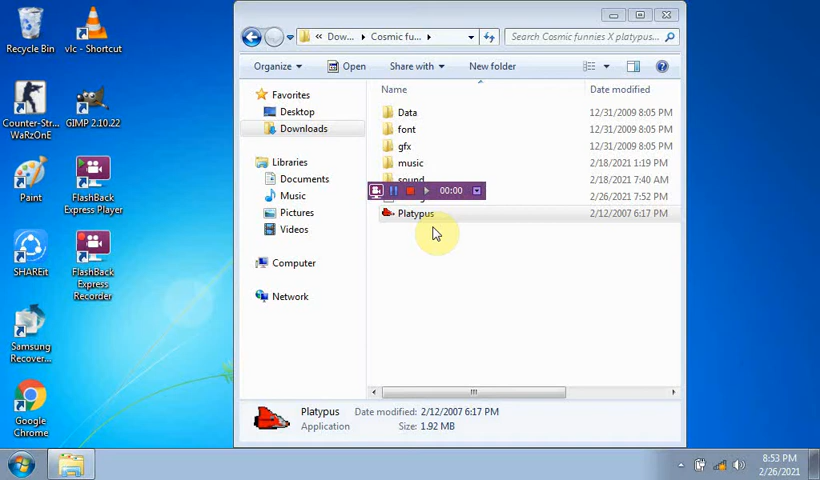 Recycle Bin
vlc - Shortcut
Counter-Str...
WaRzOnE
GIMP 2.10.22
Paint
FlashBack
Express Player
SHAREit
FlashBack
Express
Recorder
Samsung
Recover...
Google
Chrome
« Dow... ▸ Cosmic fu... ▸
Search Cosmic funnies X platypus...
Organize
Open
Share with
New folder
Name
Date modified
Favorites
Desktop
Downloads
Libraries
Documents
Music
Pictures
Videos
Computer
Network
Data 12/31/2009 8:05 PM
font 12/31/2009 8:05 PM
gfx 12/31/2009 8:05 PM
music 2/18/2021 1:19 PM
sound 2/18/2021 7:40 AM
00:00
2/26/2021 7:52 PM
Platypus 2/12/2007 6:17 PM
Platypus Date modified: 2/12/2007 6:17 PM
Application Size: 1.92 MB
8:53 PM
2/26/2021